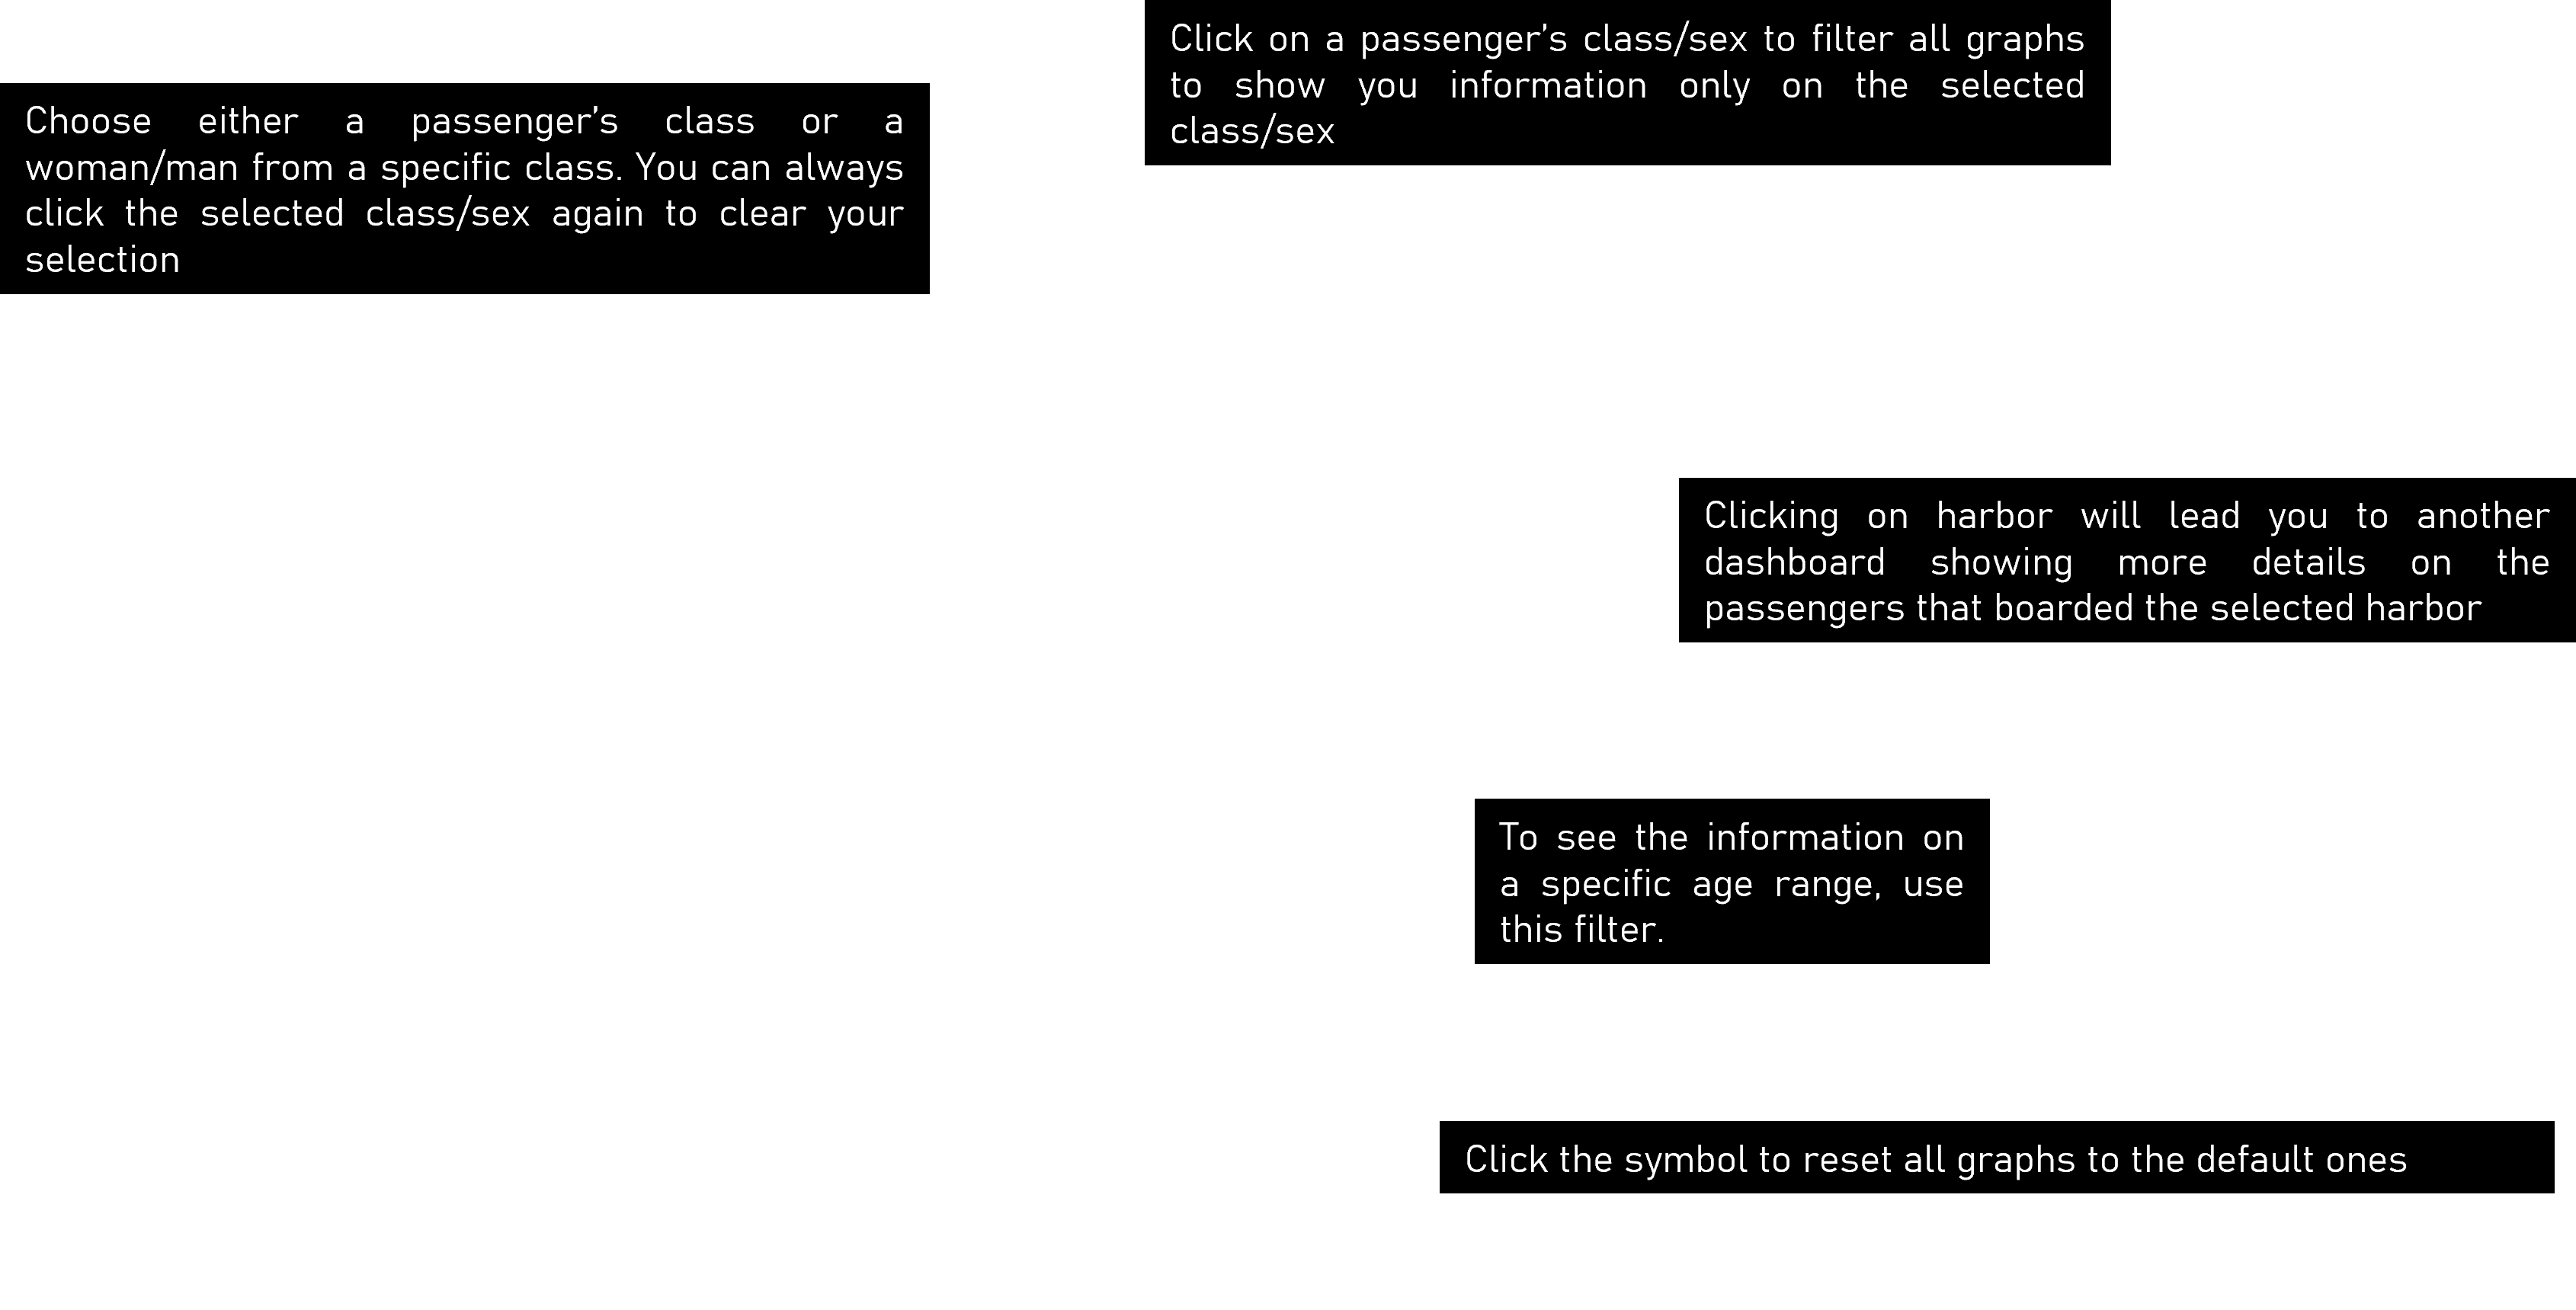 Click on a passenger’s class/sex to filter all graphs
to show you information only on the selected
class/sex
Choose either a passenger’s class or a
woman/man from a specific class. You can always
click the selected class/sex again to clear your
selection
Clicking on harbor will lead you to another
dashboard showing more details on the
passengers that boarded the selected harbor
To see the information on
a specific age range, use
this filter.
Click the symbol to reset all graphs to the default ones